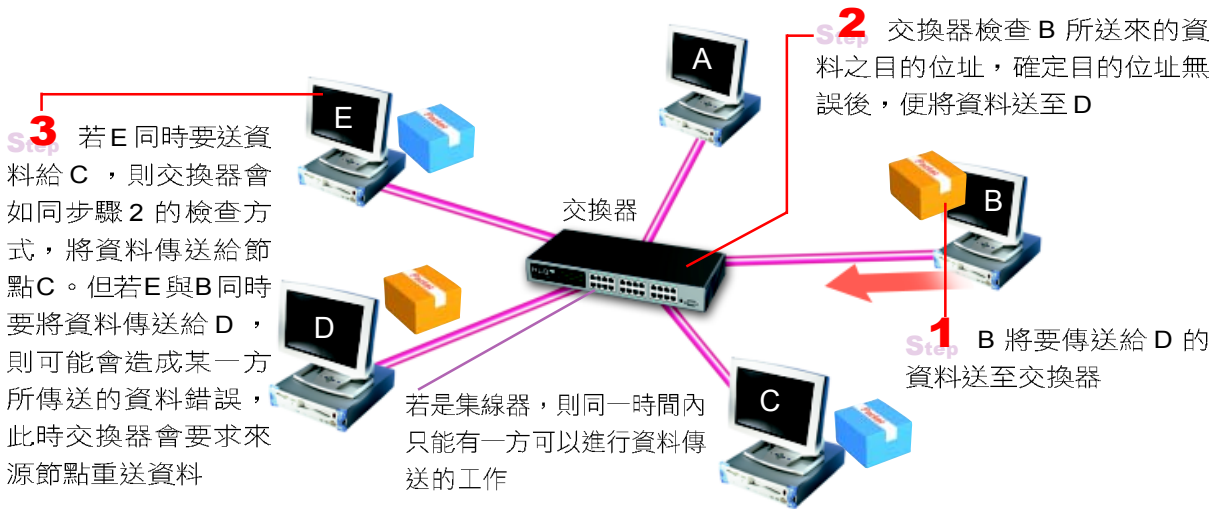 A
Step 2 交換器檢查 B 所送來的資
料之目的位址，確定目的位址無
誤後，便將資料送至 D
E
Packet
Step 3 若 E 同時要送資
料給 C ，則交換器會
如同步驟 2 的檢查方
式，將資料傳送給節
點C。但若E與B同時
要將資料傳送給 D ，
則可能會造成某一方
所傳送的資料錯誤，
此時交換器會要求來
源節點重送資料
Packet
B
交換器
D
Packet
Step 1 B 將要傳送給 D 的
資料送至交換器
C
Packet
若是集線器，則同一時間內
只能有一方可以進行資料傳
送的工作